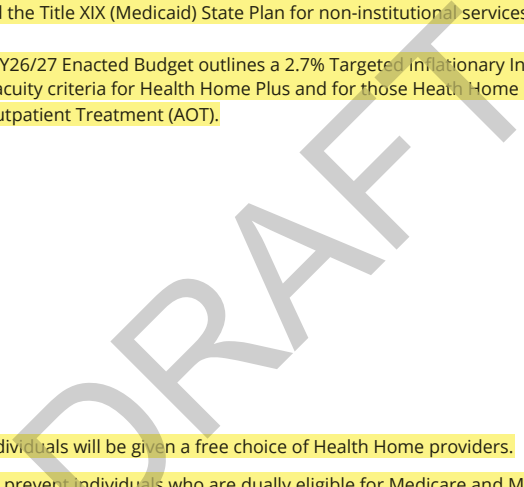 the Title XIX (Medicaid) State Plan for non-institutional services
Y26/27 Enacted Budget outlines a 2.7% Targeted Inflationary In
acuity criteria for Health Home Plus and for those Heath Home
utpatient Treatment (AOT).
DRAFT
dividuals will be given a free choice of Health Home providers.
prevent individuals who are dually eligible for Medicare and M